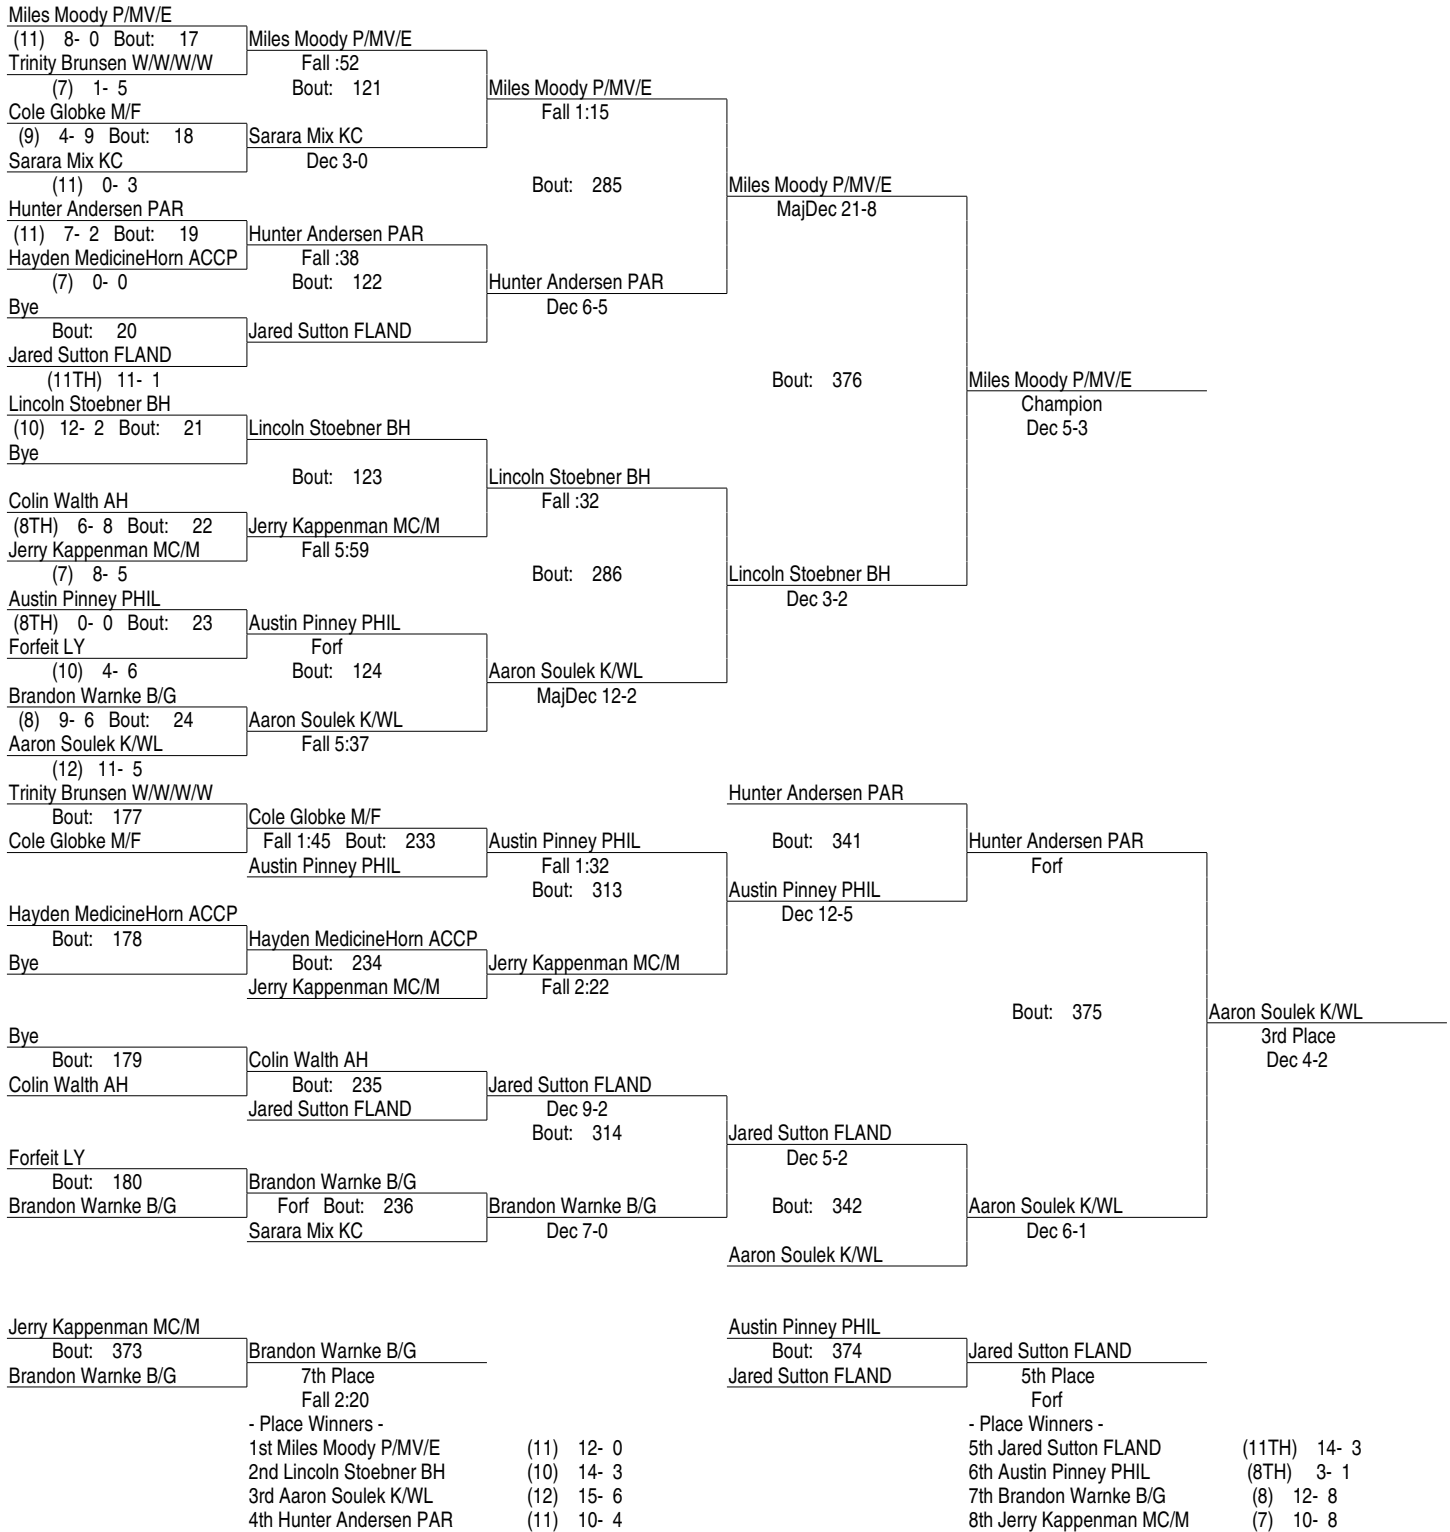 Miles Moody P/MV/E
(11) 8- 0 Bout: 17 Miles Moody P/MV/E
Trinity Brunsen W/W/W/W Fall :52
(7) 1- 5 Bout: 121 Miles Moody P/MV/E
Cole Globke M/F Fall 1:15
(9) 4- 9 Bout: 18 Sarara Mix KC
Sarara Mix KC Dec 3-0
(11) 0- 3 Bout: 285 Miles Moody P/MV/E
Hunter Andersen PAR MajDec 21-8
(11) 7- 2 Bout: 19 Hunter Andersen PAR
Hayden MedicineHorn ACCP Fall :38
(7) 0- 0 Bout: 122 Hunter Andersen PAR
Bye Dec 6-5
Bout: 20 Jared Sutton FLAND
Jared Sutton FLAND
(11TH) 11- 1 Bout: 376 Miles Moody P/MV/E
Lincoln Stoebner BH Champion
(10) 12- 2 Bout: 21 Lincoln Stoebner BH Dec 5-3
Bye
Bout: 123 Lincoln Stoebner BH
Colin Walth AH Fall :32
(8TH) 6- 8 Bout: 22 Jerry Kappenman MC/M
Jerry Kappenman MC/M Fall 5:59
(7) 8- 5 Bout: 286 Lincoln Stoebner BH
Austin Pinney PHIL Dec 3-2
(8TH) 0- 0 Bout: 23 Austin Pinney PHIL
Forfeit LY Forf
(10) 4- 6 Bout: 124 Aaron Soulek K/WL
Brandon Warnke B/G MajDec 12-2
(8) 9- 6 Bout: 24 Aaron Soulek K/WL
Aaron Soulek K/WL Fall 5:37
(12) 11- 5
Trinity Brunsen W/W/W/W Hunter Andersen PAR
Bout: 177 Cole Globke M/F
Cole Globke M/F Fall 1:45 Bout: 233 Austin Pinney PHIL Bout: 341 Hunter Andersen PAR
Austin Pinney PHIL Fall 1:32 Forf
Bout: 313 Austin Pinney PHIL
Hayden MedicineHorn ACCP Dec 12-5
Bout: 178 Hayden MedicineHorn ACCP
Bye Bout: 234 Jerry Kappenman MC/M
Jerry Kappenman MC/M Fall 2:22
Bout: 375 Aaron Soulek K/WL
Bye 3rd Place
Bout: 179 Colin Walth AH Dec 4-2
Colin Walth AH Bout: 235 Jared Sutton FLAND
Jared Sutton FLAND Dec 9-2
Bout: 314 Jared Sutton FLAND
Forfeit LY Dec 5-2
Bout: 180 Brandon Warnke B/G
Brandon Warnke B/G Forf Bout: 236 Brandon Warnke B/G Bout: 342 Aaron Soulek K/WL
Sarara Mix KC Dec 7-0 Dec 6-1
Aaron Soulek K/WL
Jerry Kappenman MC/M Austin Pinney PHIL
Bout: 373 Brandon Warnke B/G Bout: 374 Jared Sutton FLAND
Brandon Warnke B/G 7th Place Jared Sutton FLAND 5th Place
Fall 2:20 Forf
- Place Winners - - Place Winners -
1st Miles Moody P/MV/E (11) 12- 0 5th Jared Sutton FLAND (11TH) 14- 3
2nd Lincoln Stoebner BH (10) 14- 3 6th Austin Pinney PHIL (8TH) 3- 1
3rd Aaron Soulek K/WL (12) 15- 6 7th Brandon Warnke B/G (8) 12- 8
4th Hunter Andersen PAR (11) 10- 4 8th Jerry Kappenman MC/M (7) 10- 8